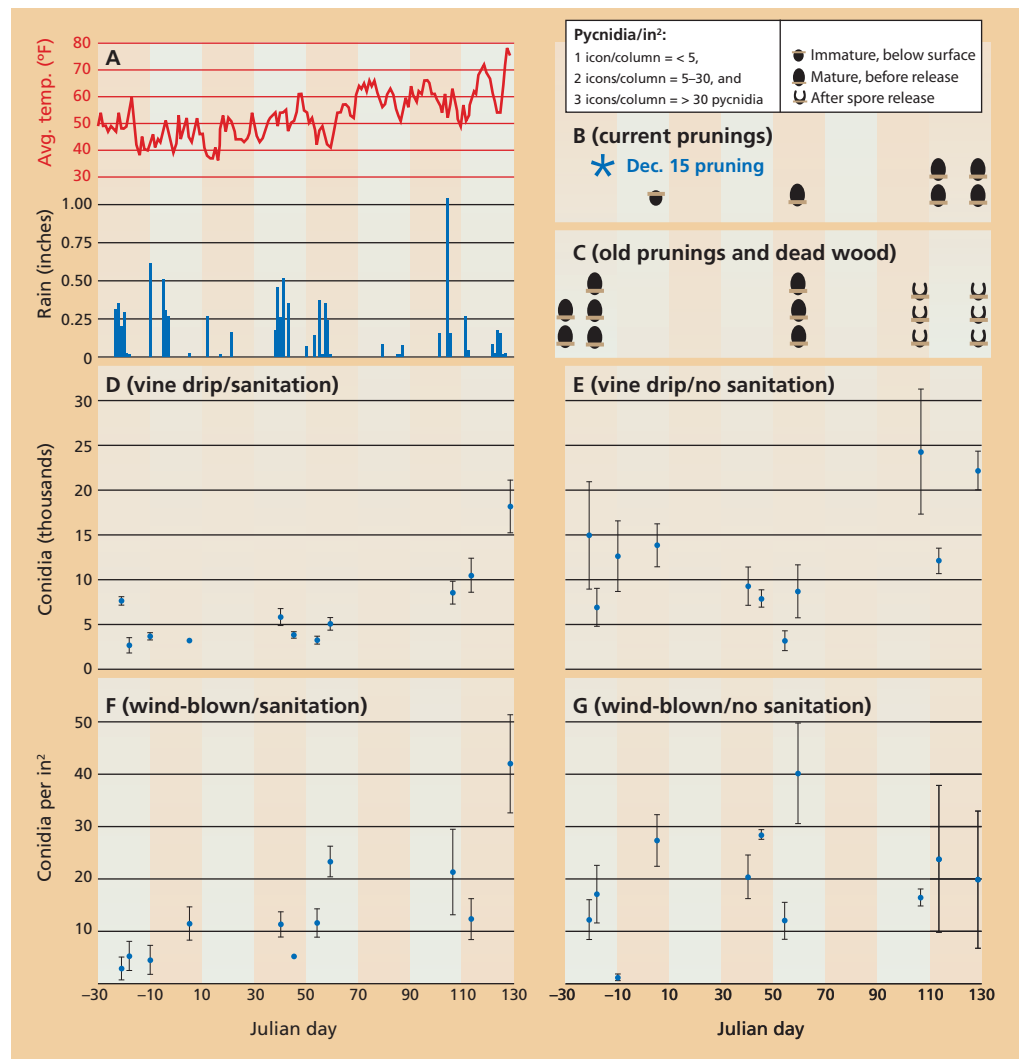 A
Avg. temp. (°F)
80
70
60
50
40
30
Rain (inches)
1.00
0.75
0.50
0.25
0
Pycnidia/in²:
1 icon/column = < 5,
2 icons/column = 5–30, and
3 icons/column = > 30 pycnidia
Immature, below surface
Mature, before release
After spore release
B (current prunings)
Dec. 15 pruning
C (old prunings and dead wood)
D (vine drip/sanitation)
Conidia (thousands)
30
25
20
15
10
5
0
E (vine drip/no sanitation)
F (wind-blown/sanitation)
Conidia per in²
50
40
30
20
10
–30 –10 10 30 50 70 90 110 130
Julian day
G (wind-blown/no sanitation)
–30 –10 10 30 50 70 90 110 130
Julian day